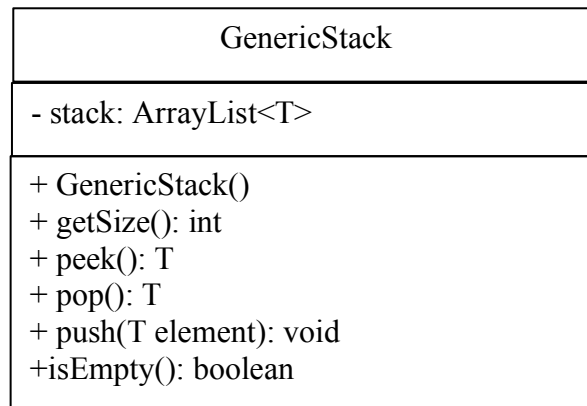 GenericStack
- stack: ArrayList<T>
+ GenericStack()
+ getSize(): int
+ peek(): T
+ pop(): T
+ push(T element): void
+isEmpty(): boolean